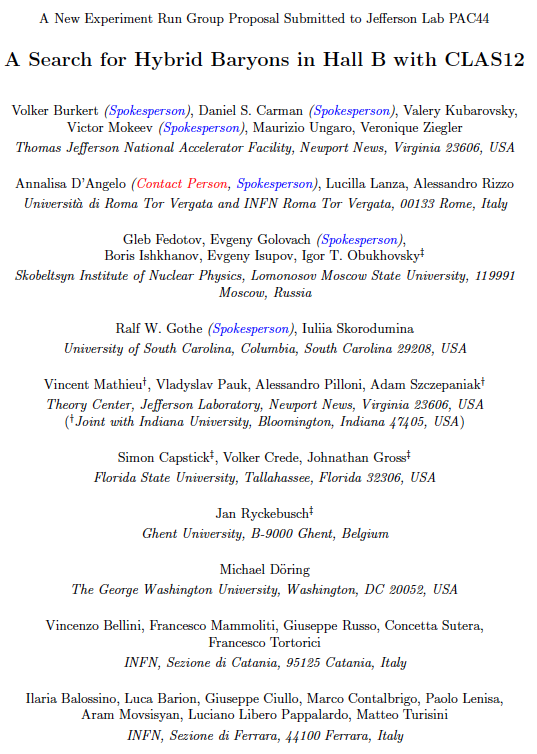 A New Experiment Run Group Proposal Submitted to Jefferson Lab PAC44
A Search for Hybrid Baryons in Hall B with CLAS12
Volker Burkert (Spokesperson), Daniel S. Carman (Spokesperson), Valery Kubarovsky,
Victor Mokeev (Spokesperson), Maurizio Ungaro, Veronique Ziegler
Thomas Jefferson National Accelerator Facility, Newport News, Virginia 23606, USA
Annalisa D'Angelo (Contact Person, Spokesperson), Lucilla Lanza, Alessandro Rizzo
Università di Roma Tor Vergata and INFN Roma Tor Vergata, 00133 Rome, Italy
Gleb Fedotov, Evgeny Golovach (Spokesperson),
Boris Ishkhanov, Evgeny Isupov, Igor T. Obukhovsky‡
Skobeltsyn Institute of Nuclear Physics, Lomonosov Moscow State University, 119991
Moscow, Russia
Ralf W. Gothe (Spokesperson), Iuliia Skorodumina
University of South Carolina, Columbia, South Carolina 29208, USA
Vincent Mathieu†, Vladyslav Pauk, Alessandro Pilloni, Adam Szczepaniak†
Theory Center, Jefferson Laboratory, Newport News, Virginia 23606, USA
(†Joint with Indiana University, Bloomington, Indiana 47405, USA)
Simon Capstick‡, Volker Crede, Johnathan Gross‡
Florida State University, Tallahassee, Florida 32306, USA
Jan Ryckebusch‡
Ghent University, B-9000 Ghent, Belgium
Michael Döring
The George Washington University, Washington, DC 20052, USA
Vincenzo Bellini, Francesco Mammoliti, Giuseppe Russo, Concetta Sutera,
Francesco Tortorici
INFN, Sezione di Catania, 95125 Catania, Italy
Ilaria Balossino, Luca Barion, Giuseppe Ciullo, Marco Contalbrigo, Paolo Lenisa,
Aram Movsisyan, Luciano Libero Pappalardo, Matteo Turisini
INFN, Sezione di Ferrara, 44100 Ferrara, Italy